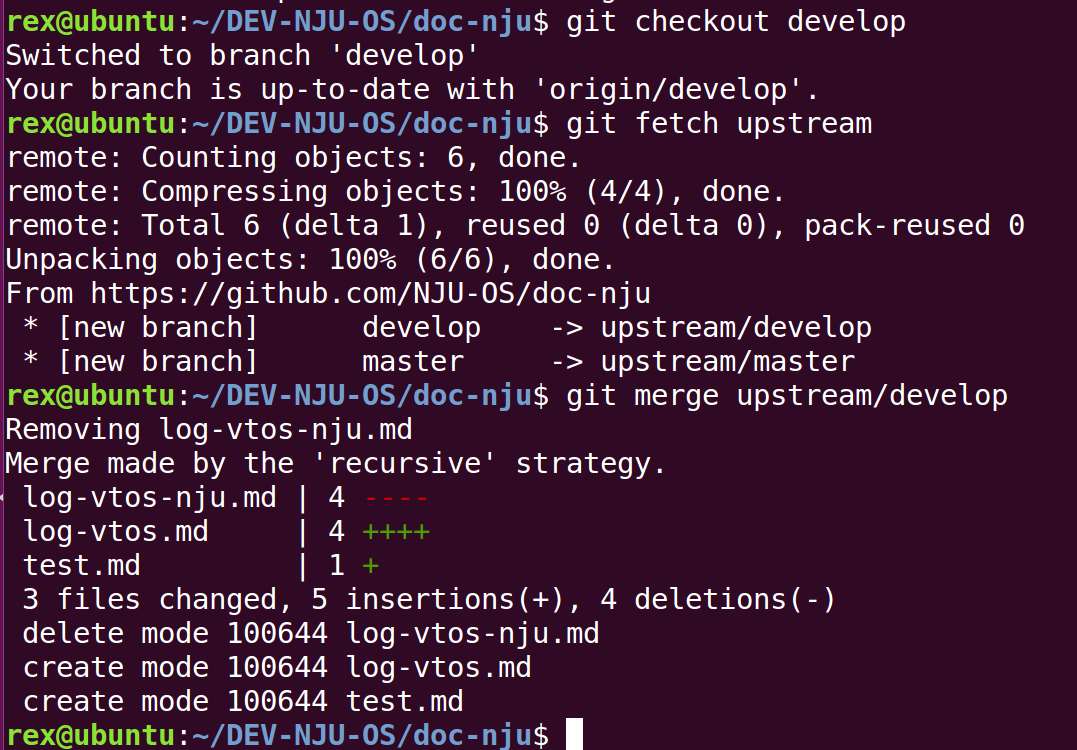 rex@ubuntu:~/DEV-NJU-OS/doc-nju$ git checkout develop
Switched to branch 'develop'
Your branch is up-to-date with 'origin/develop'.
rex@ubuntu:~/DEV-NJU-OS/doc-nju$ git fetch upstream
remote: Counting objects: 6, done.
remote: Compressing objects: 100% (4/4), done.
remote: Total 6 (delta 1), reused 0 (delta 0), pack-reused 0
Unpacking objects: 100% (6/6), done.
From https://github.com/NJU-OS/doc-nju
 * [new branch]      develop    -> upstream/develop
 * [new branch]      master     -> upstream/master
rex@ubuntu:~/DEV-NJU-OS/doc-nju$ git merge upstream/develop
Removing log-vtos-nju.md
Merge made by the 'recursive' strategy.
 log-vtos-nju.md | 4 ----
 log-vtos.md     | 4 ++++
 test.md         | 1 +
 3 files changed, 5 insertions(+), 4 deletions(-)
 delete mode 100644 log-vtos-nju.md
 create mode 100644 log-vtos.md
 create mode 100644 test.md
rex@ubuntu:~/DEV-NJU-OS/doc-nju$